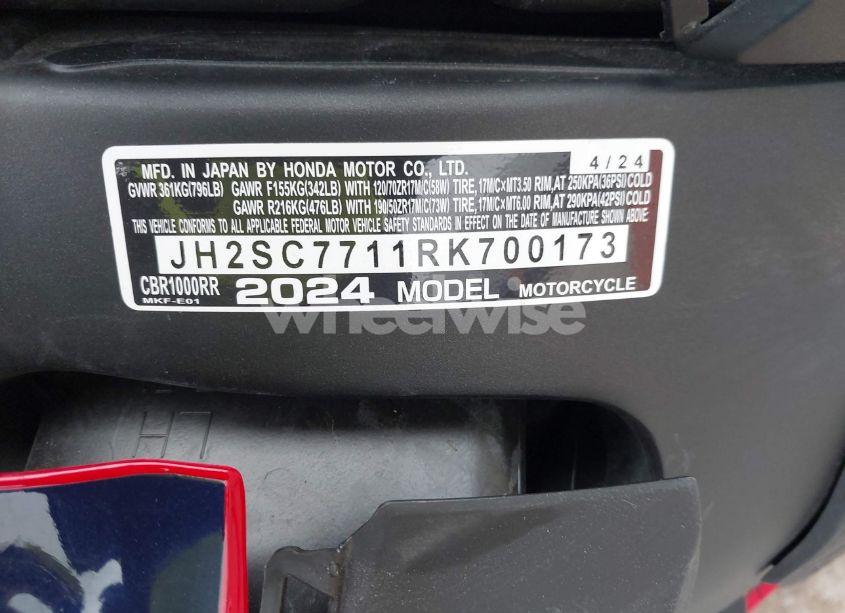 4/24
MFD. IN JAPAN BY HONDA MOTOR CO., LTD.
GVWR 361KG(796LB) GAWR F155KG(342LB) WITH 120/70ZR17M/C(58W) TIRE, 17M/C×MT3.50 RIM, AT 250KPA(36PSI)COLD
GAWR R216KG(476LB) WITH 190/50ZR17M/C(73W) TIRE, 17M/C×MT6.00 RIM, AT 290KPA(42PSI)COLD
THIS VEHICLE CONFORMS TO ALL APPLICABLE FEDERAL MOTOR VEHICLE SAFETY STANDARDS IN EFFECT ON THE DATE OF MANUFACTURE SHOWN ABOVE.
JH2SC7711RK700173
CBR1000RR 2024 MODEL MOTORCYCLE
MKF-E01
wheelwise